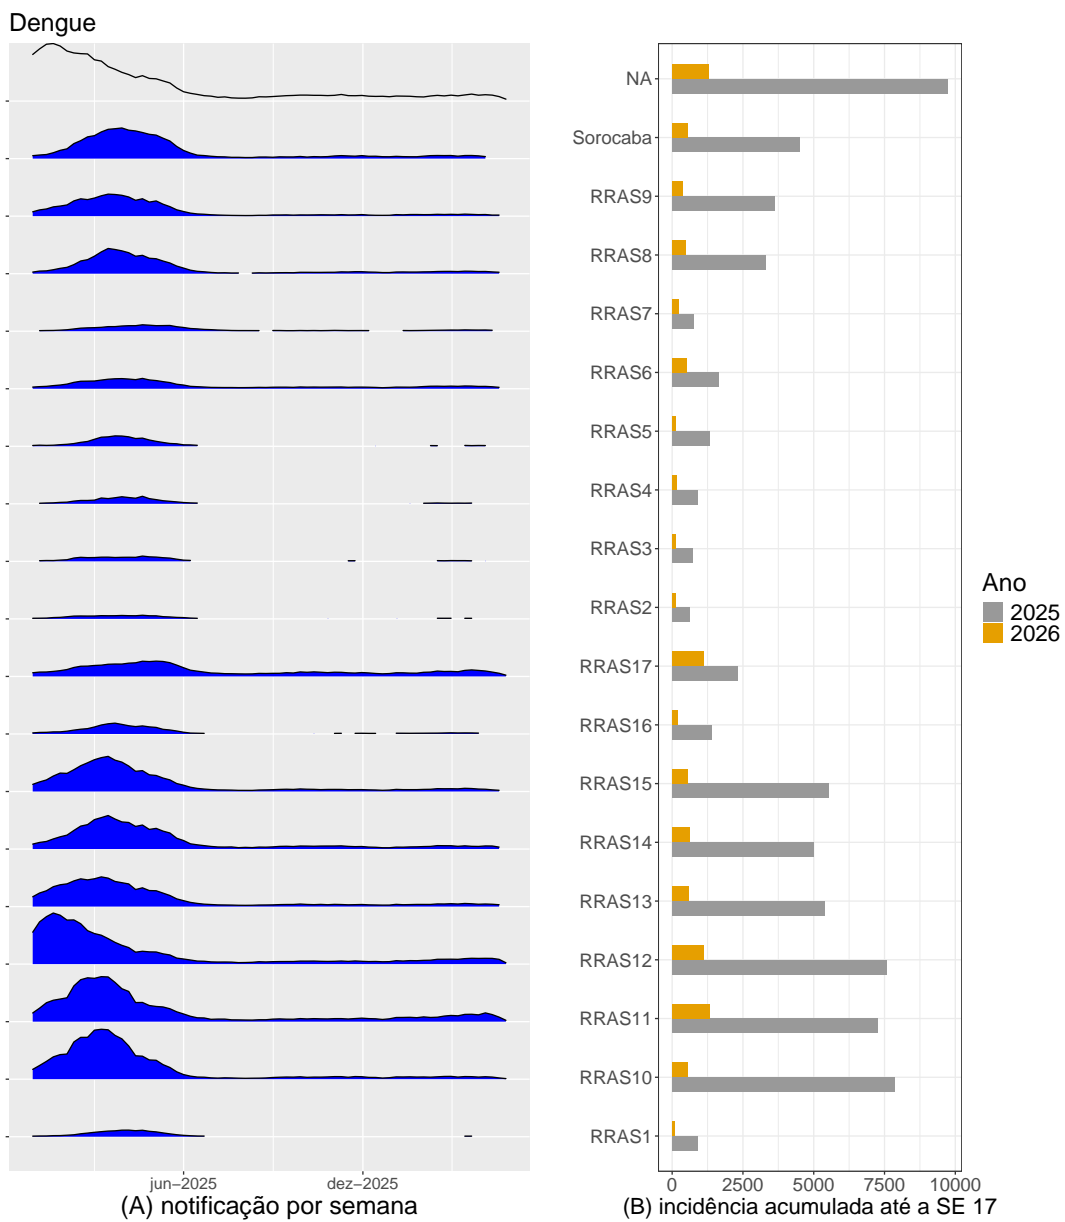 Dengue
NA
Sorocaba
RRAS9
RRAS8
RRAS7
RRAS6
RRAS5
RRAS4
RRAS3
RRAS2
RRAS17
RRAS16
RRAS15
RRAS14
RRAS13
RRAS12
RRAS11
RRAS10
RRAS1
jun−2025 dez−2025
(A) notificação por semana
0 2500 5000 7500 10000
(B) incidência acumulada até a SE 17
Ano
2025
2026